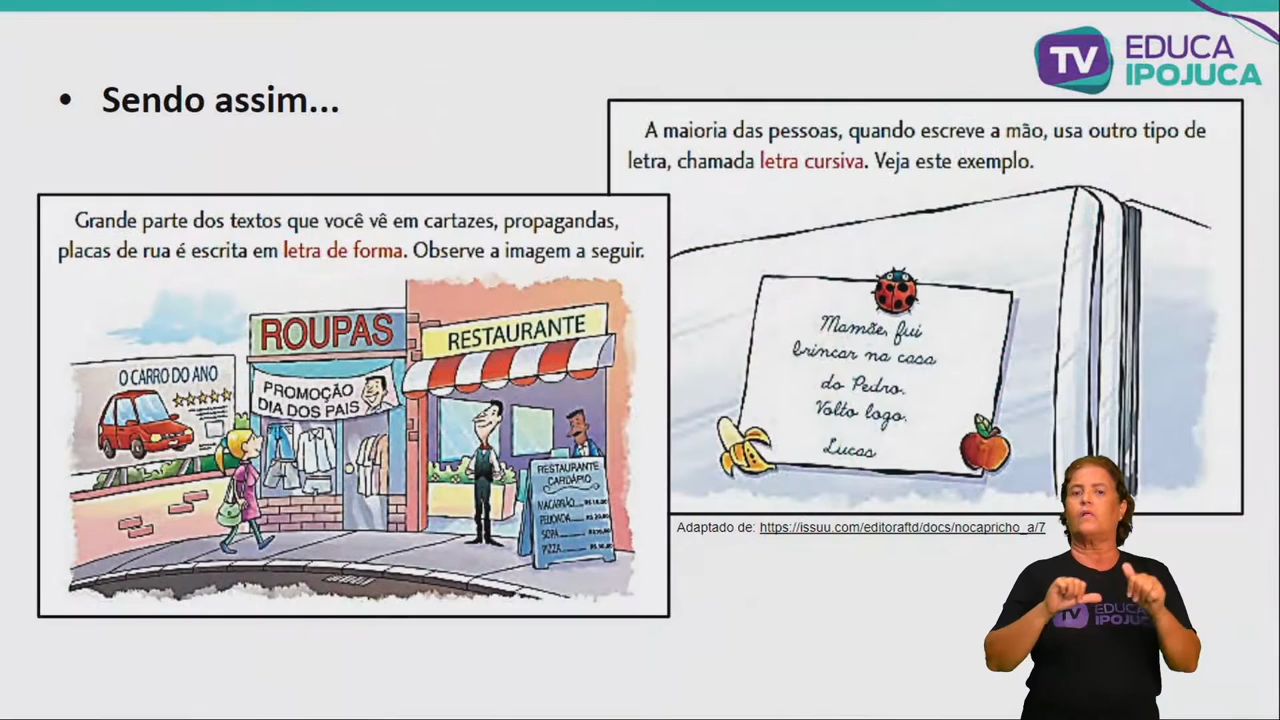 TV EDUCA
IPOJUCA
• Sendo assim...
A maioria das pessoas, quando escreve a mão, usa outro tipo de
letra, chamada letra cursiva. Veja este exemplo.
Grande parte dos textos que você vê em cartazes, propagandas,
placas de rua é escrita em letra de forma. Observe a imagem a seguir.
O CARRO DO ANO
ROUPAS
PROMOÇÃO
DIA DOS PAIS
RESTAURANTE
RESTAURANTE
CARDÁPIO
MACARRÃO
FEIJOADA
SOPA
PIZZA
Mamãe, fui
brincar na casa
do Pedro.
Volto logo.
Lucas
Adaptado de: https://issuu.com/editoraftd/docs/nocapricho_a/7
TV EDUCA
IPOJUCA